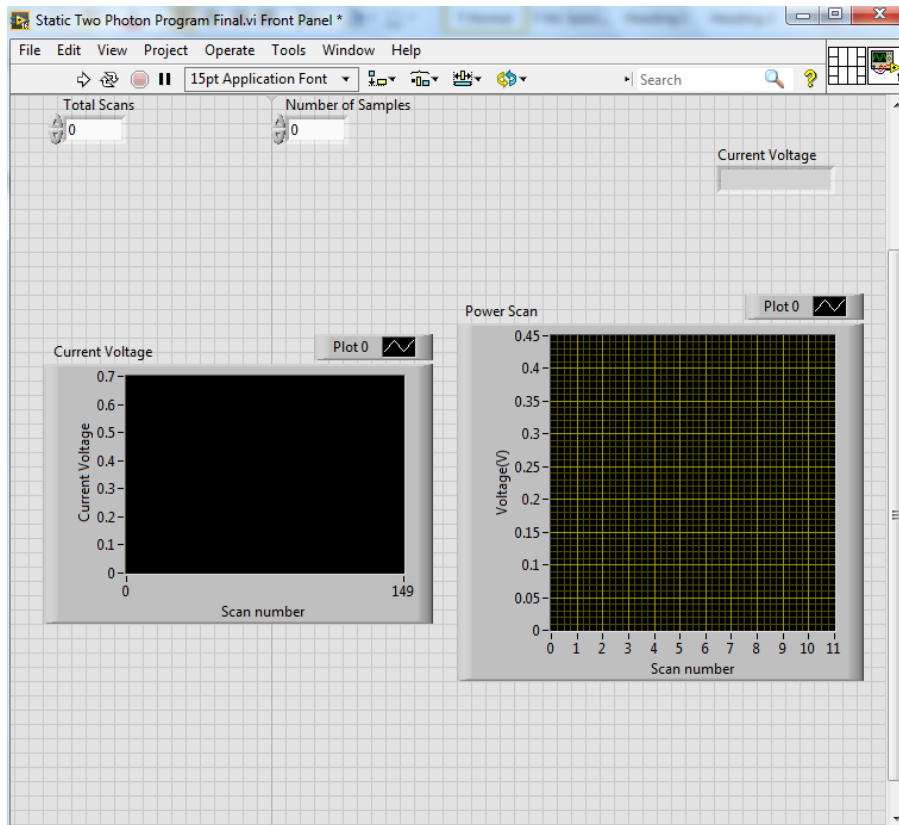 Static Two Photon Program Final.vi Front Panel *
File Edit View Project Operate Tools Window Help
15pt Application Font
Search
Total Scans
0
Number of Samples
0
Current Voltage
Current Voltage
Plot 0
0.7
0.6
0.5
0.4
0.3
0.2
0.1
0
Current Voltage
0 149
Scan number
Power Scan
Plot 0
0.45
0.4
0.35
0.3
0.25
0.2
0.15
0.1
0.05
0
Voltage(V)
0 1 2 3 4 5 6 7 8 9 10 11
Scan number